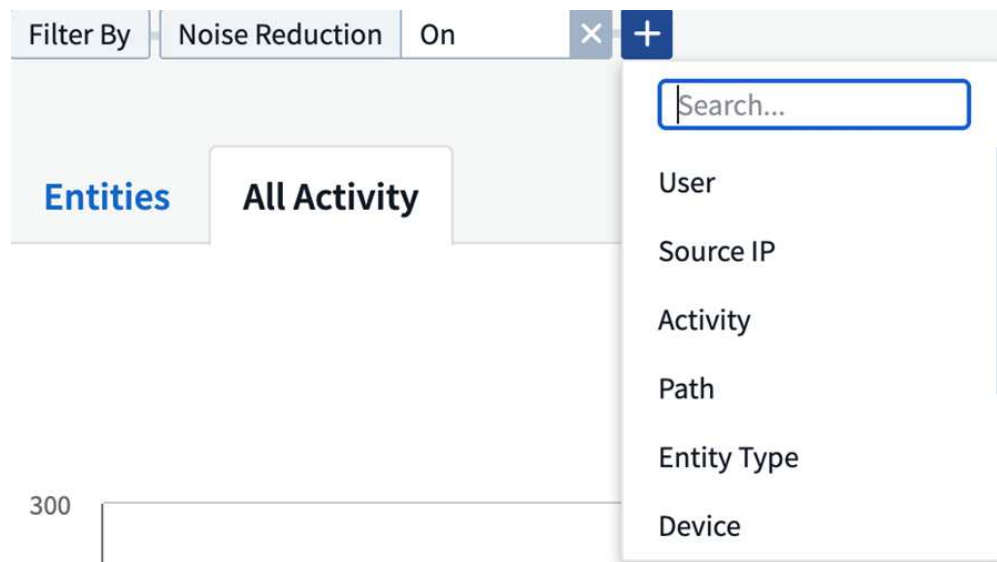 Filter By Noise Reduction On × +
Search...
User
Entities All Activity
Source IP
Activity
Path
Entity Type
300
Device